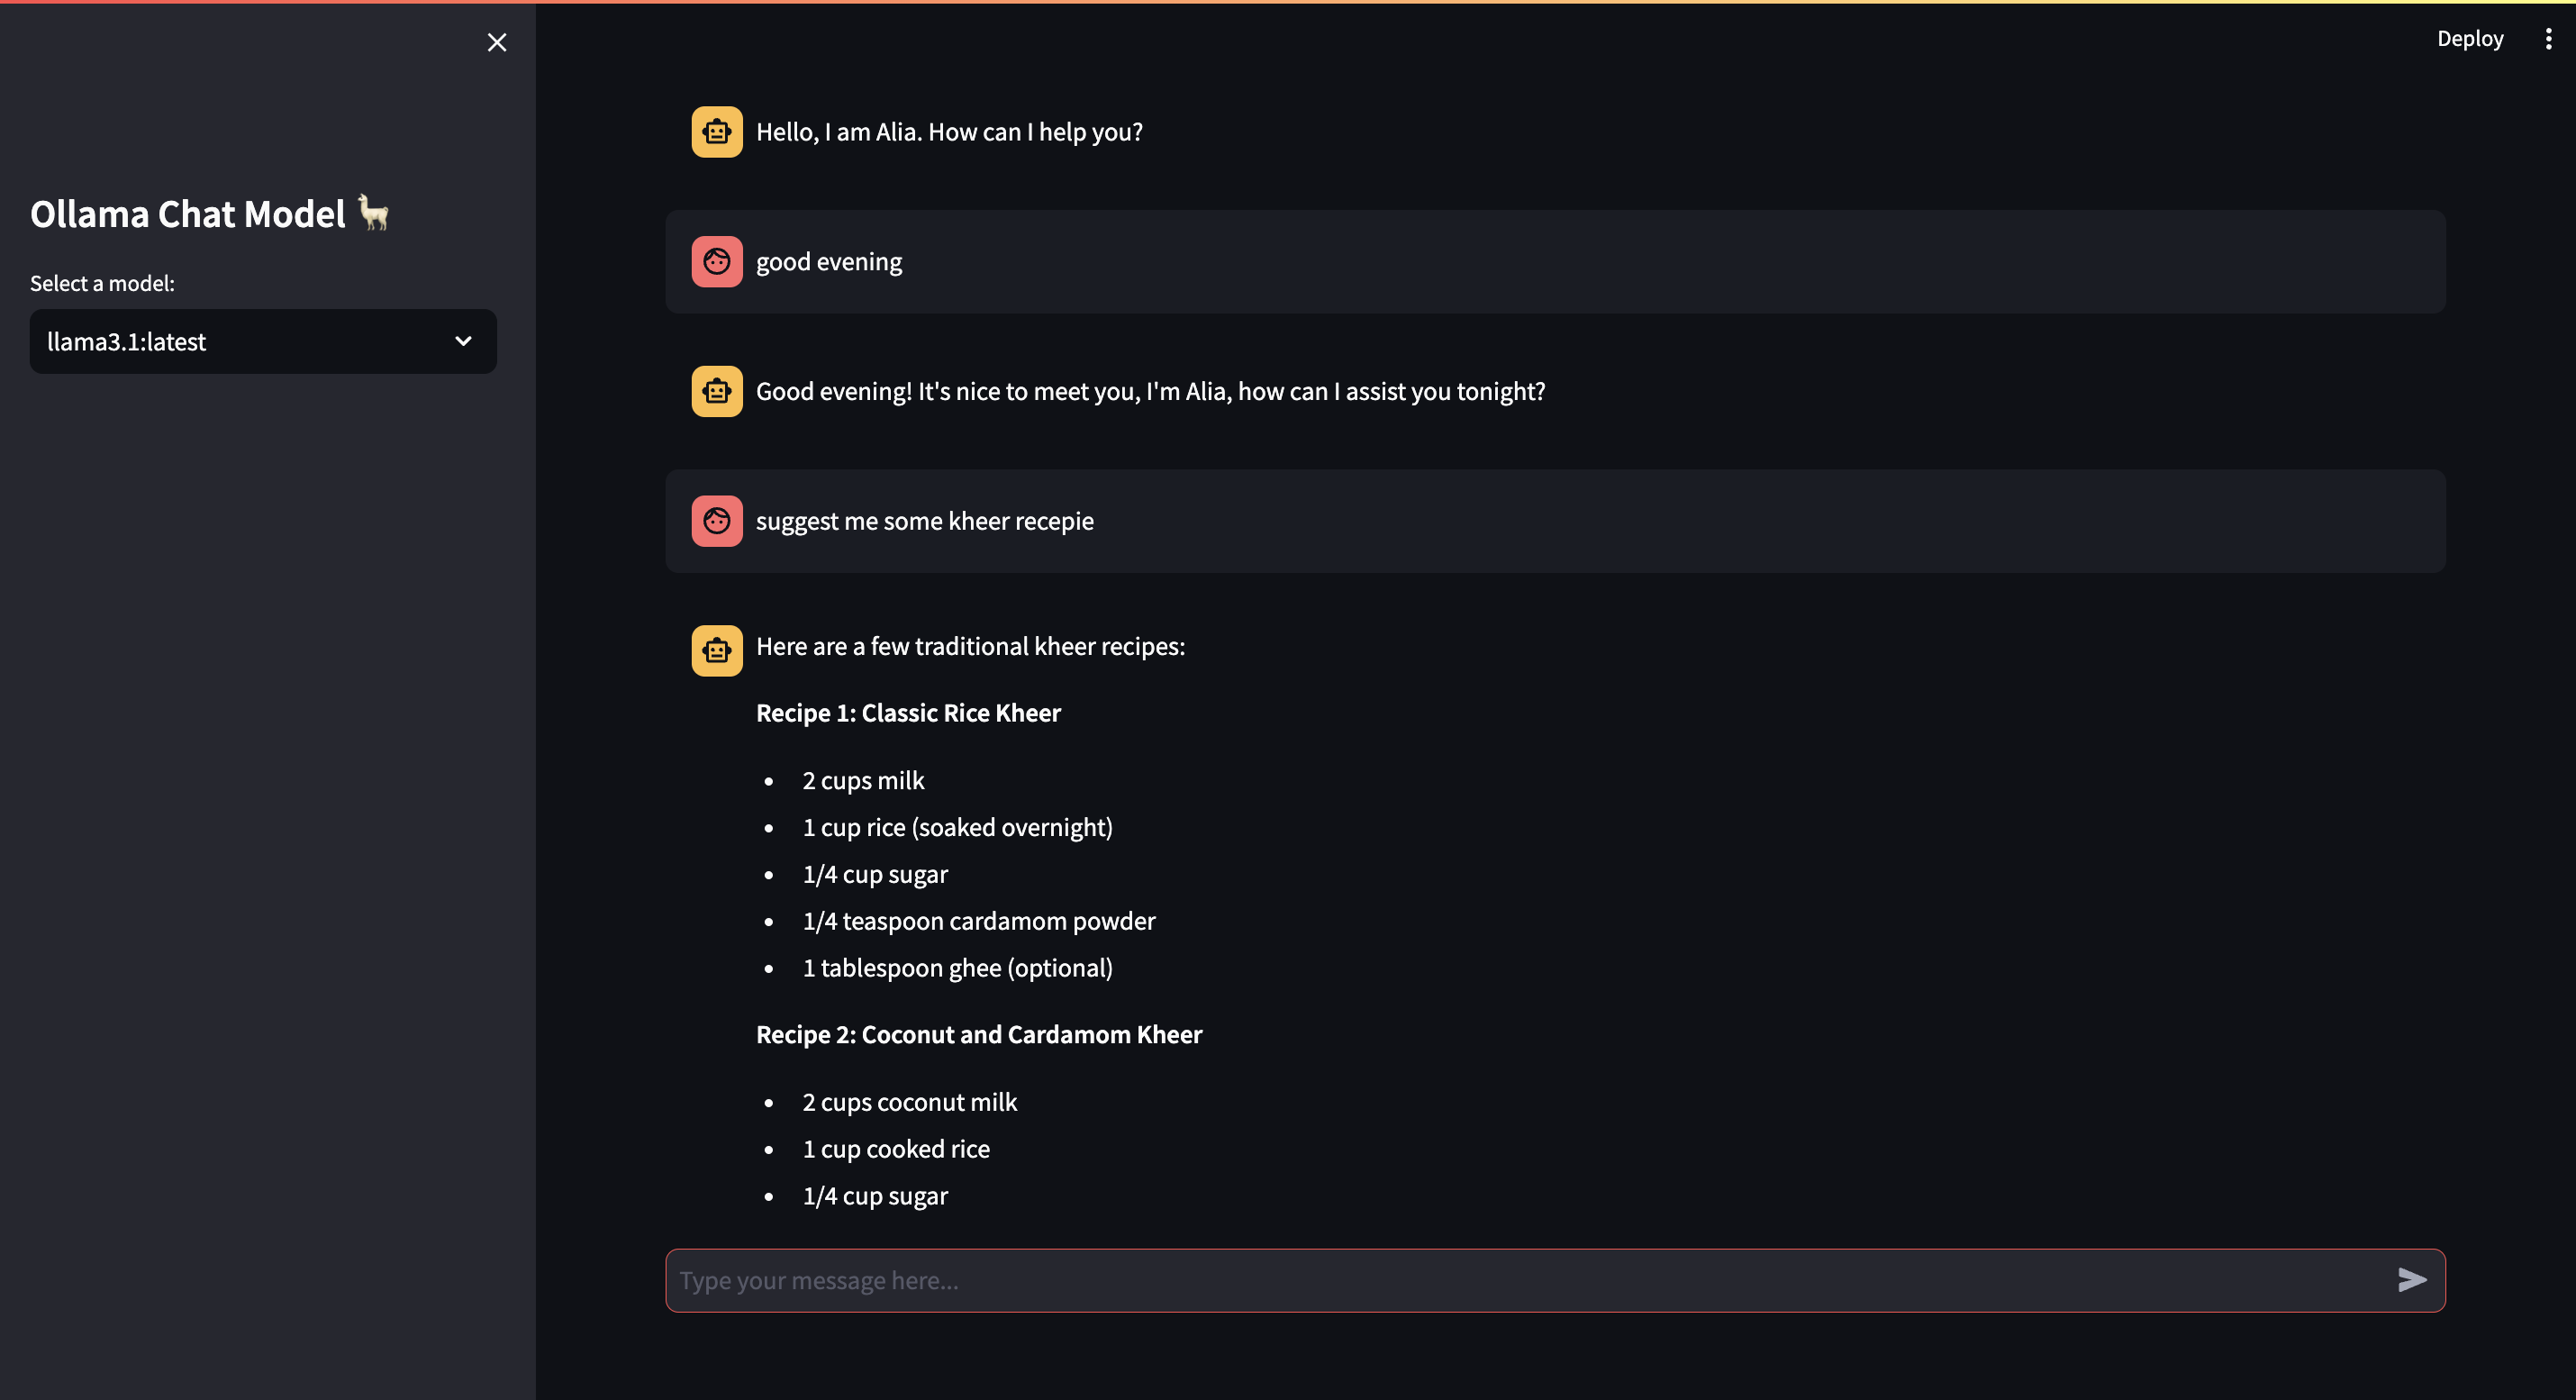 Deploy
Ollama Chat Model 🦙
Select a model:
llama3.1:latest
Hello, I am Alia. How can I help you?
good evening
Good evening! It's nice to meet you, I'm Alia, how can I assist you tonight?
suggest me some kheer recepie
Here are a few traditional kheer recipes:
Recipe 1: Classic Rice Kheer
• 2 cups milk
• 1 cup rice (soaked overnight)
• 1/4 cup sugar
• 1/4 teaspoon cardamom powder
• 1 tablespoon ghee (optional)
Recipe 2: Coconut and Cardamom Kheer
• 2 cups coconut milk
• 1 cup cooked rice
• 1/4 cup sugar
Type your message here...